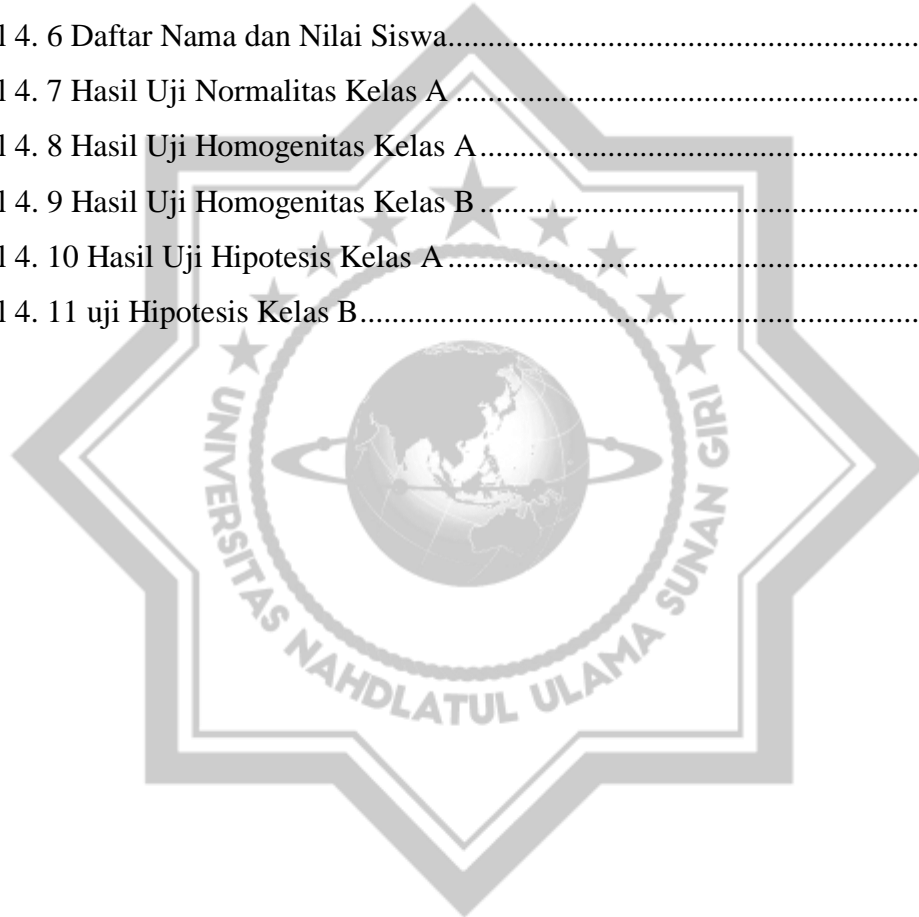 l 4. 6 Daftar Nama dan Nilai Siswa....................................................................
l 4. 7 Hasil Uji Normalitas Kelas A ....................................................................
l 4. 8 Hasil Uji Homogenitas Kelas A....................................................................
l 4. 9 Hasil Uji Homogenitas Kelas B....................................................................
l 4. 10 Hasil Uji Hipotesis Kelas A....................................................................
l 4. 11 uji Hipotesis Kelas B....................................................................
UNIVERSITAS NAHDLATUL ULAMA SUNAN GIRI